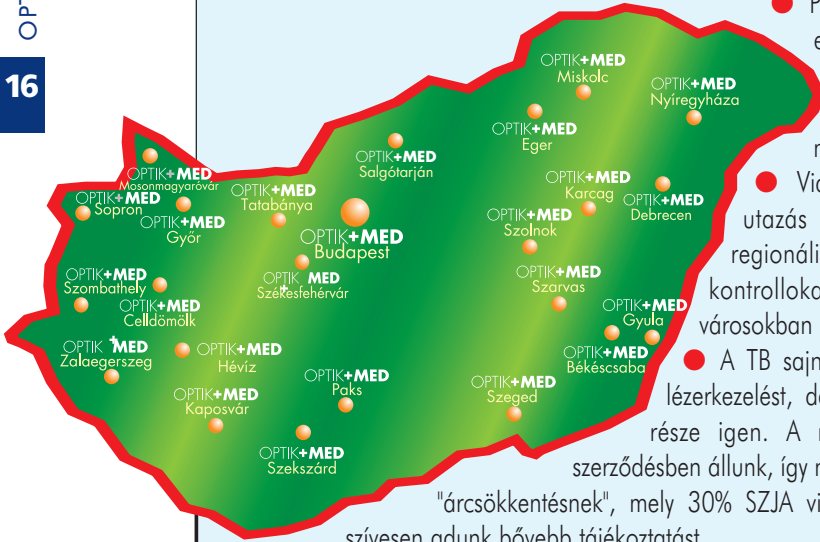 OPT
16
OPTIK+MED
Miskolc
OPTIK+MED
Nyíregyháza
OPTIK+MED
Eger
OPTIK+MED
Salgótarján
OPTIK+MED
Mosonmagyaróvár
OPTIK+MED
Sopron
OPTIK+MED
Győr
OPTIK+MED
Tatabánya
OPTIK+MED
Budapest
OPTIK+MED
Karcag
OPTIK+MED
Debrecen
OPTIK+MED
Szolnok
OPTIK+MED
Székesfehérvár
OPTIK+MED
Szombathely
OPTIK+MED
Celldömölk
OPTIK+MED
Szarvas
OPTIK+MED
Gyula
OPTIK+MED
Zalaegerszeg
OPTIK+MED
Hévíz
OPTIK+MED
Békéscsaba
OPTIK+MED
Paks
OPTIK+MED
Kaposvár
OPTIK+MED
Szeged
OPTIK+MED
Szekszárd
utazás
regionáli
kontrolloka
városokban
A TB sajn
lézerkezelést, d
része igen. A
szerződésben állunk, így
"árcsökkentésnek", mely 30% SZJA vi
szívesen adunk bővebb tájékoztatást